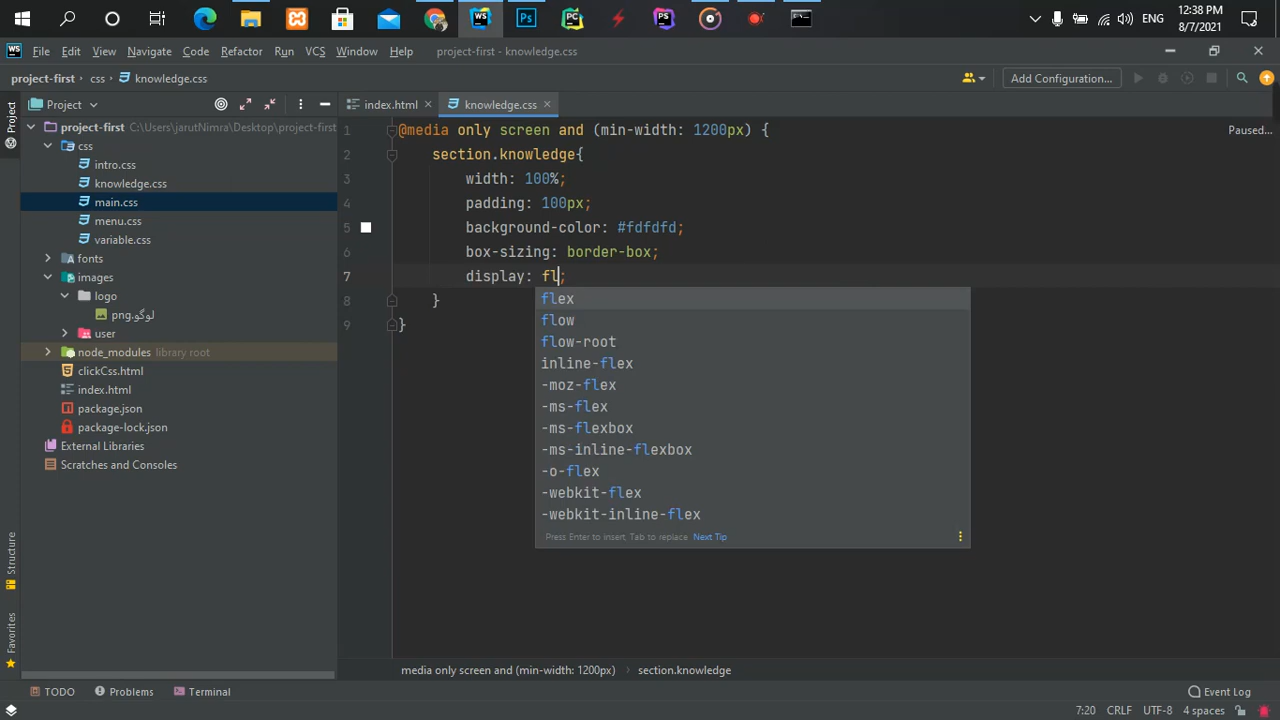 12:38 PM
ENG
8/7/2021
WS
Ps
PC
PS
WS File Edit View Navigate Code Refactor Run VCS Window Help project-first - knowledge.css
project-first css knowledge.css
Add Configuration...
Project
index.html
knowledge.css
Project
project-first C:\Users\jarutNimra\Desktop\project-first
css
intro.css
knowledge.css
main.css
menu.css
variable.css
fonts
images
logo
لوگو.png
user
node_modules library root
clickCss.html
index.html
package.json
package-lock.json
External Libraries
Scratches and Consoles
Structure
Favorites
1 @media only screen and (min-width: 1200px) {
2 section.knowledge{
3 width: 100%;
4 padding: 100px;
5 background-color: #fdfdfd;
6 box-sizing: border-box;
7 display: fl;
8 }
9 }
Paused...
flex
flow
flow-root
inline-flex
-moz-flex
-ms-flex
-ms-flexbox
-ms-inline-flexbox
-o-flex
-webkit-flex
-webkit-inline-flex
Press Enter to insert, Tab to replace Next Tip
media only screen and (min-width: 1200px) section.knowledge
TODO Problems Terminal
Event Log
7:20 CRLF UTF-8 4 spaces